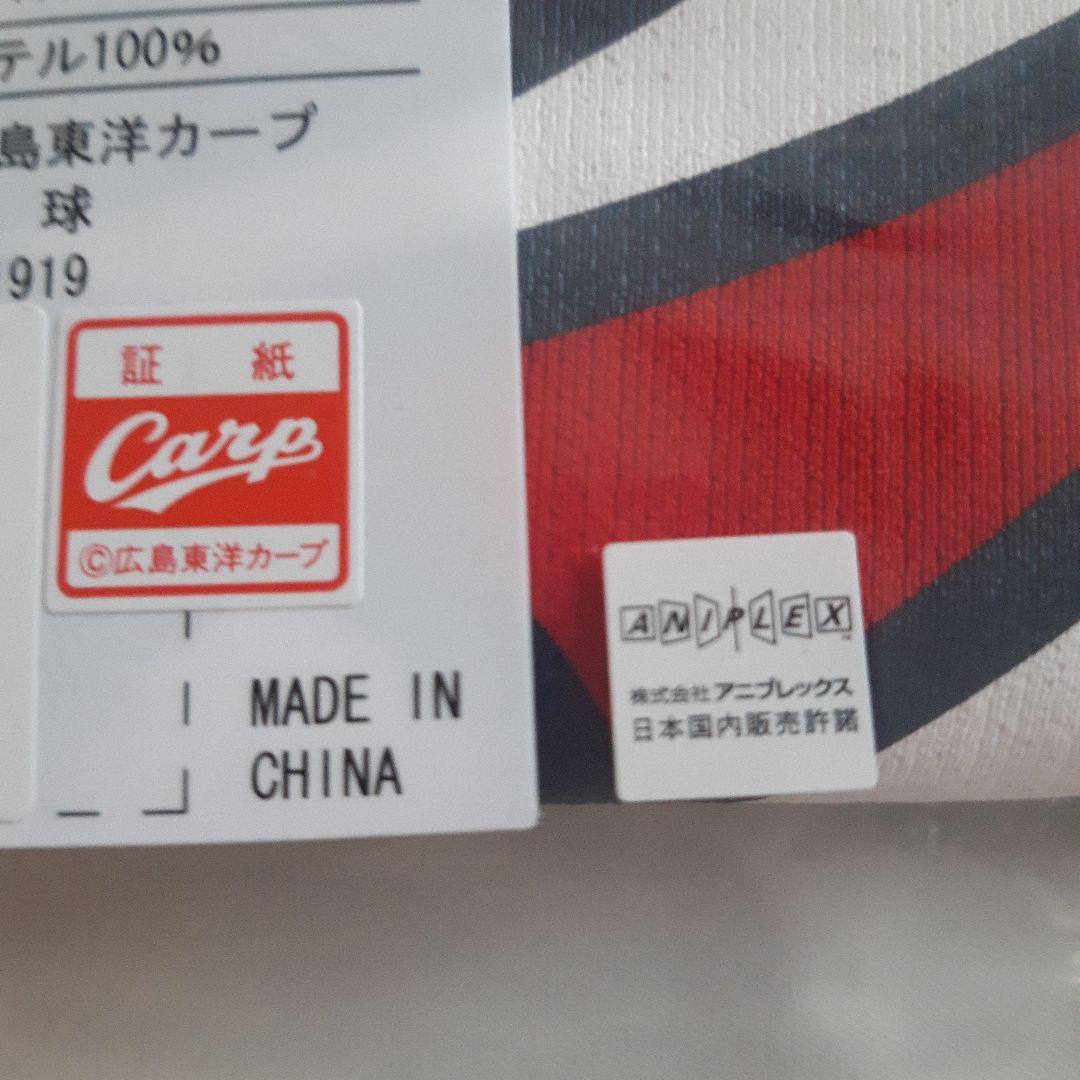 テル100%
島東洋カープ
球
1919
証 紙
Carp
©広島東洋カープ
MADE IN
CHINA
ANIPLEX
株式会社 アニプレックス
日本国内販売許諾